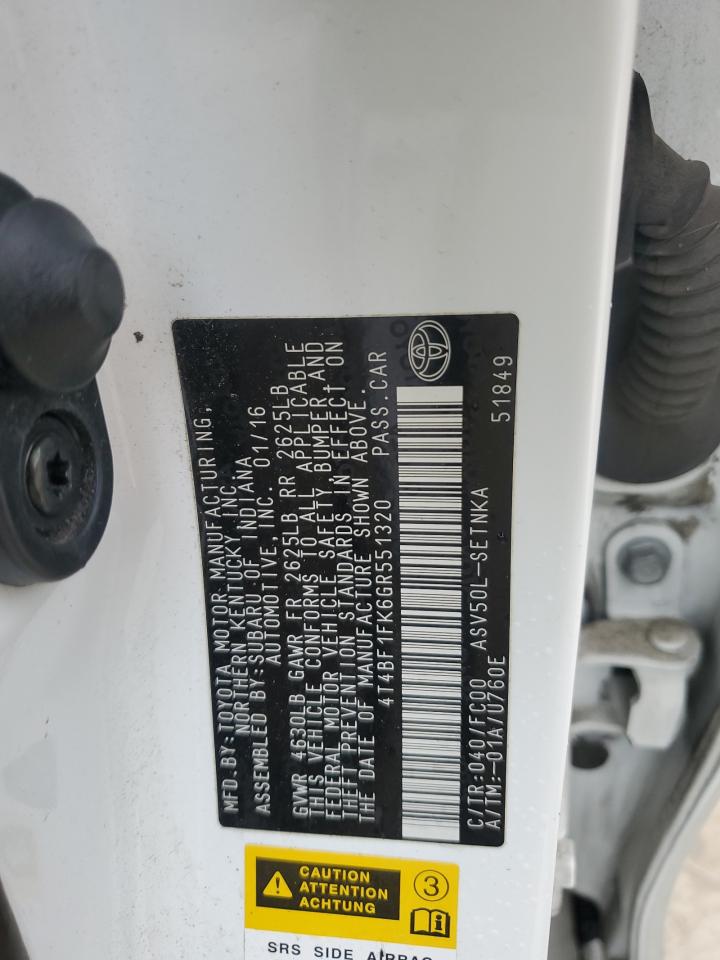 MFD.BY:TOYOTA MOTOR MANUFACTURING,
NORTHERN KENTUCKY INC.
ASSEMBLED BY:SUBARU OF INDIANA
AUTOMOTIVE, INC. 01/16
GVWR 4630LB GAWR FR 2625LB RR 2625LB
THIS VEHICLE CONFORMS TO ALL APPLICABLE
FEDERAL MOTOR VEHICLE SAFETY,BUMPER,AND
THEFT PREVENTION STANDARDS IN EFFECT ON
THE DATE OF MANUFACTURE SHOWN ABOVE.
4T4BF1FK6GR551320 PASS.CAR
C/TR:040/FC00 ASV50L-SETNKA
A/TM:-01A/U760E 51849
CAUTION
ATTENTION
ACHTUNG
3
SRS SIDE AIRBAG